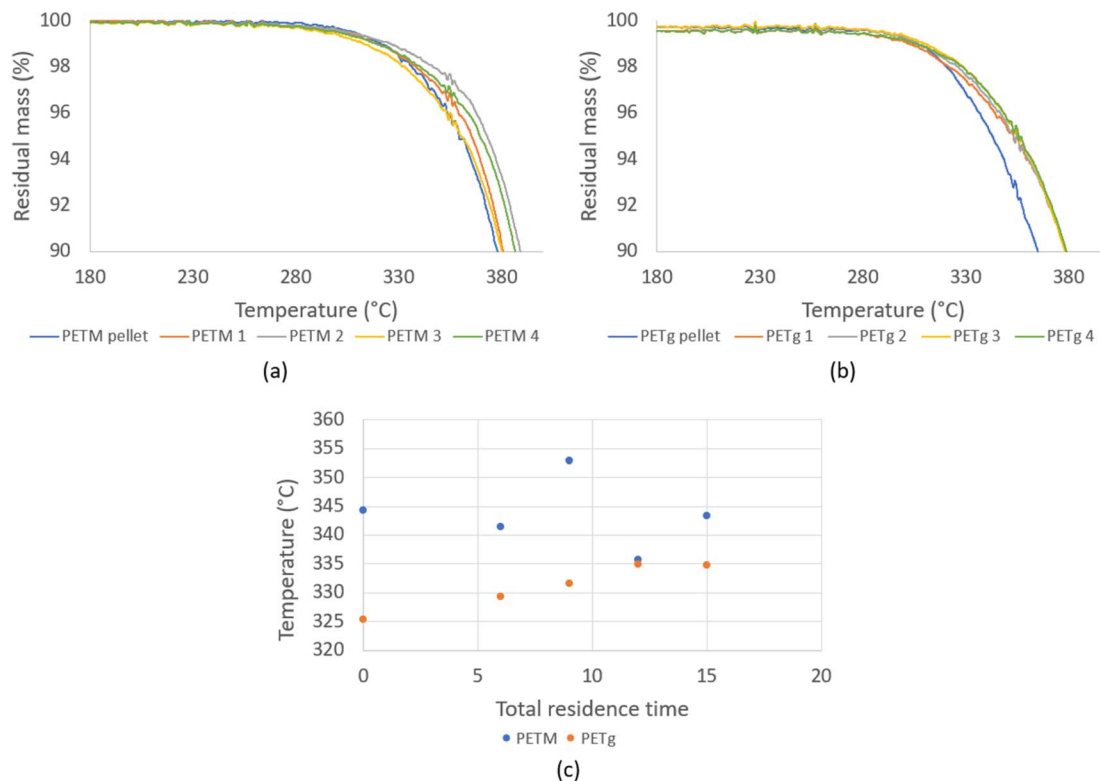 100
98
96
94
92
90
Residual mass (%)
180 230 280 330 380
Temperature (°C)
PETM pellet PETM 1 PETM 2 PETM 3 PETM 4
(a)
100
98
96
94
92
90
Residual mass (%)
180 230 280 330 380
Temperature (°C)
PETg pellet PETg 1 PETg 2 PETg 3 PETg 4
(b)
360
355
350
345
340
335
330
325
320
Temperature (°C)
0 5 10 15 20
Total residence time
PETM PETg
(c)